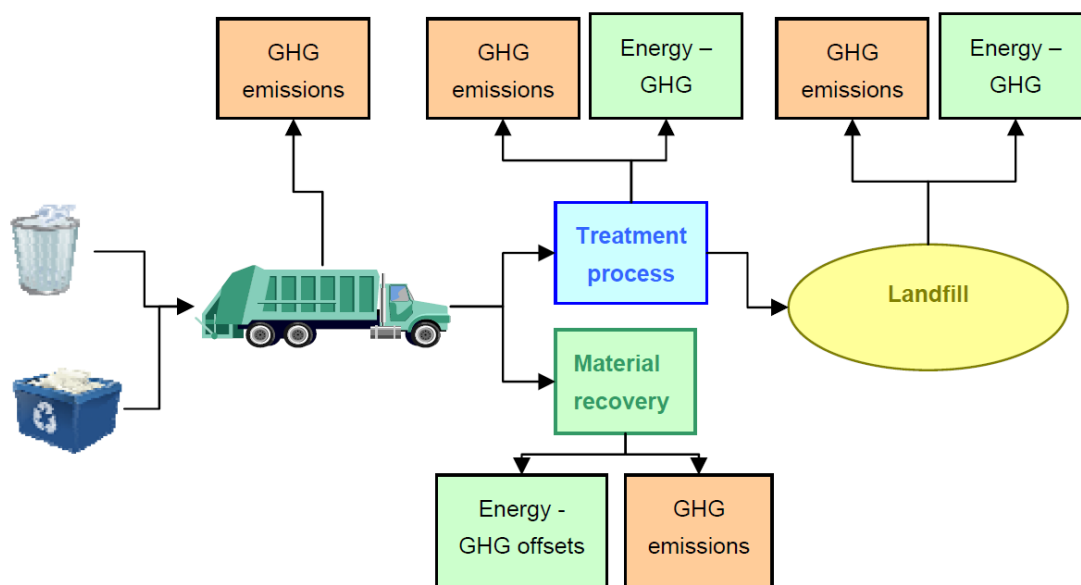 GHG
emissions
GHG
emissions
Energy –
GHG
GHG
emissions
Energy –
GHG
Treatment
process
Landfill
Material
recovery
Energy -
GHG offsets
GHG
emissions